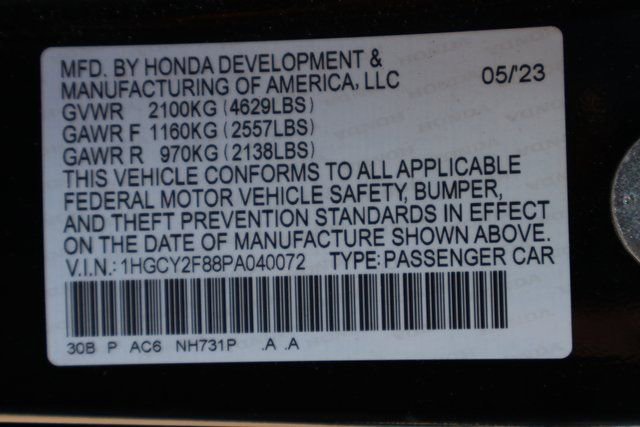 MFD. BY HONDA DEVELOPMENT &
MANUFACTURING OF AMERICA, LLC 05/'23
GVWR 2100KG (4629LBS)
GAWR F 1160KG (2557LBS)
GAWR R 970KG (2138LBS)
THIS VEHICLE CONFORMS TO ALL APPLICABLE
FEDERAL MOTOR VEHICLE SAFETY, BUMPER,
AND THEFT PREVENTION STANDARDS IN EFFECT
ON THE DATE OF MANUFACTURE SHOWN ABOVE.
V.I.N.: 1HGCY2F88PA040072 TYPE: PASSENGER CAR
30B P AC6 NH731P .A .A